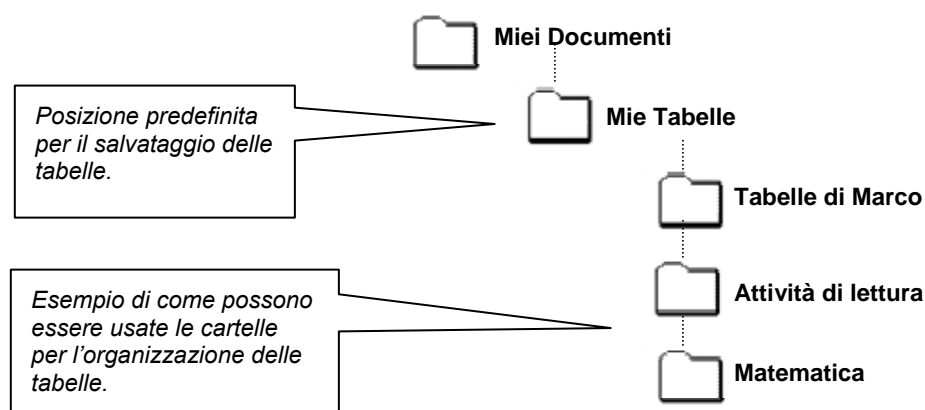 Miei Documenti
Posizione predefinita
per il salvataggio delle
tabelle.
Mie Tabelle
Tabelle di Marco
Esempio di come possono
essere usate le cartelle
per l'organizzazione delle
tabelle.
Attività di lettura
Matematica